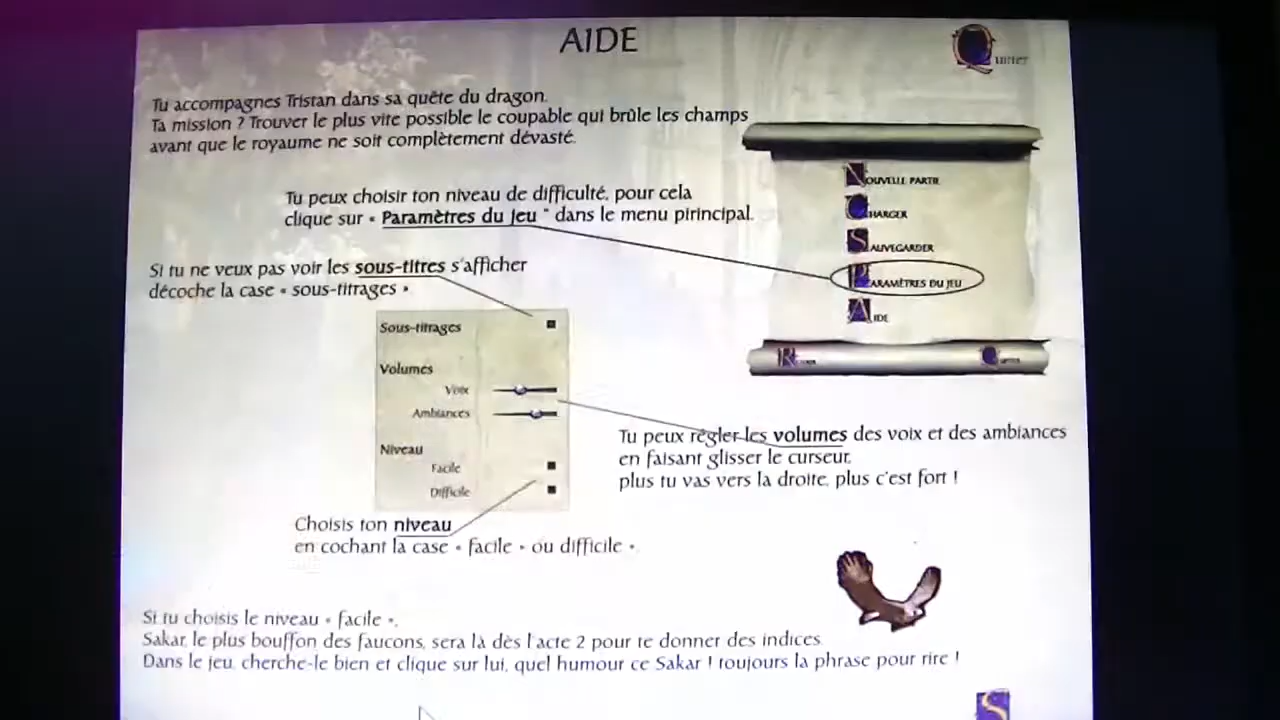 AIDE
Quitter
Tu accompagnes Tristan dans sa quête du dragon.
Ta mission ? Trouver le plus vite possible le coupable qui brûle les champs
avant que le royaume ne soit complètement dévasté.
Nouvelle partie
Charger
Sauvegarder
Paramètres du jeu
Aide
Quitter
Tu peux choisir ton niveau de difficulté, pour cela
clique sur « Paramètres du jeu " dans le menu pirincipal.
Si tu ne veux pas voir les sous-titres s'afficher
décoche la case « sous-titrages ».
Sous-titrages
Volumes
Voix
Ambiances
Niveau
Facile
Difficile
Tu peux régler les volumes des voix et des ambiances
en faisant glisser le curseur,
plus tu vas vers la droite, plus c'est fort !
Choisis ton niveau
en cochant la case « facile » ou difficile ».
Si tu choisis le niveau « facile »,
Sakar, le plus bouffon des faucons, sera là dès l'acte 2 pour te donner des indices.
Dans le jeu, cherche-le bien et clique sur lui, quel humour ce Sakar ! toujours la phrase pour rire !
S